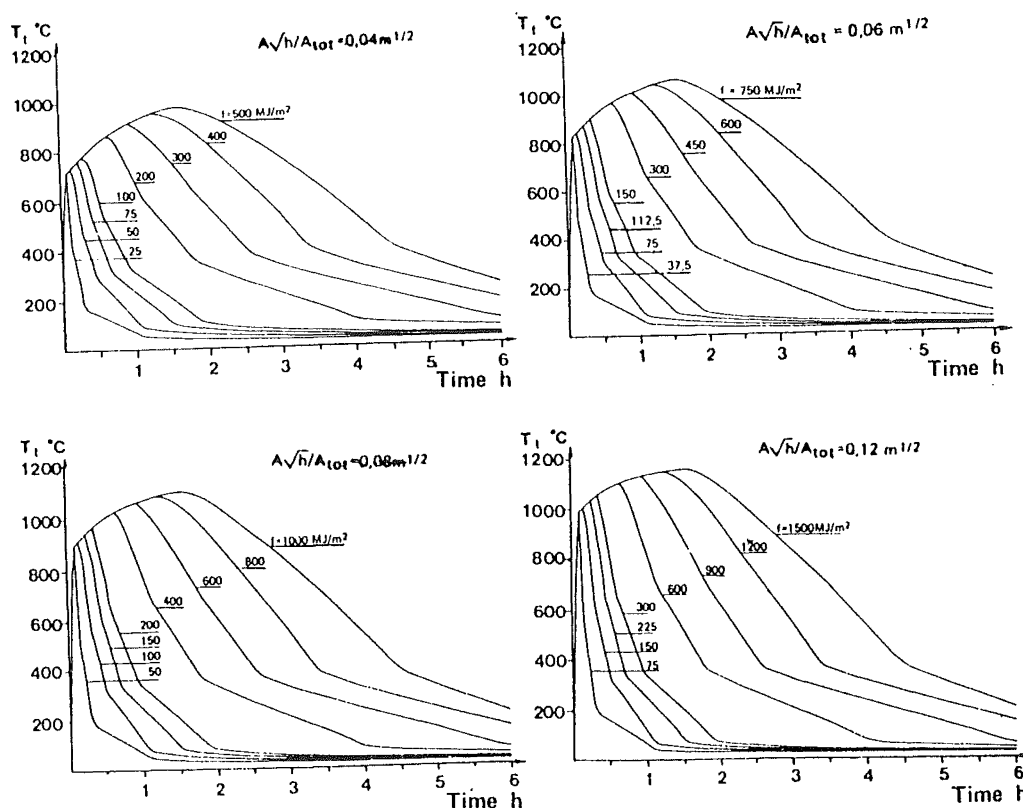 T_t °C
A√h/A_tot = 0,04 m^1/2
1200
1000
800
600
400
200
f=500 MJ/m²
400
300
200
100
75
50
25
1 2 3 4 5 6
Time h
T_t °C
A√h/A_tot = 0,06 m^1/2
1200
1000
800
600
400
200
f = 750 MJ/m²
600
450
300
150
112,5
75
37,5
1 2 3 4 5 6
Time h
T_t °C
A√h/A_tot = 0,08 m^1/2
1200
1000
800
600
400
200
f=1000 MJ/m²
800
600
400
200
150
100
50
1 2 3 4 5 6
Time h
T_t °C
A√h/A_tot = 0,12 m^1/2
1200
1000
800
600
400
200
f=1500 MJ/m²
1200
900
600
300
225
150
75
1 2 3 4 5 6
Time h